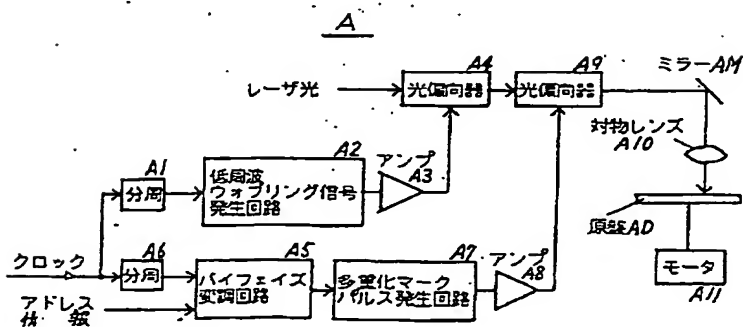 A
A4
A9
ミラーAM
レーザ光
光偏向器
光偏向器
対物レンズ
A10
A2
アンプ
A1
低周波
ウォブリング信号
発生回路
A3
分周
原盤AD
クロック
A6
A5
A7
アンプ
モータ
分周
バイフェイズ
変調回路
多重化マーク
パルス発生回路
A8
A11
アドレス
情報